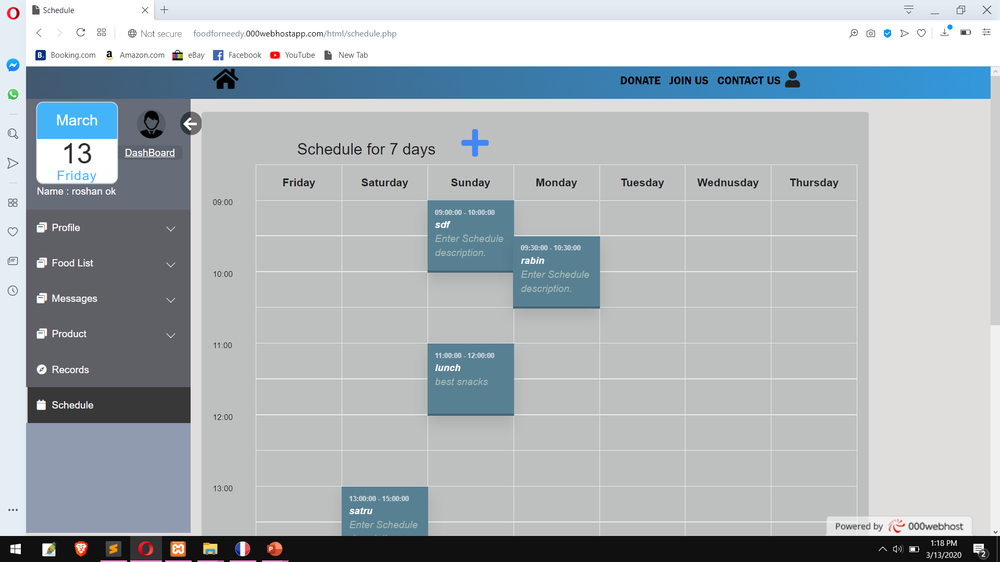 Schedule
Not secure foodforneedy.000webhostapp.com/html/schedule.php
B. Booking.com a Amazon.com eBay Facebook YouTube New Tab
DONATE JOIN US CONTACT US
March
13
Friday
DashBoard
Name : roshan ok
Profile
Food List
Messages
Product
Records
Schedule
Schedule for 7 days
Friday Saturday Sunday Monday Tuesday Wednusday Thursday
09:00
09:00:00 - 10:00:00
sdf
Enter Schedule
description.
09:30:00 - 10:30:00
rabin
Enter Schedule
description.
10:00
11:00
11:00:00 - 12:00:00
lunch
best snacks
12:00
13:00
13:00:00 - 15:00:00
satru
Enter Schedule
Powered by 000webhost
1:18 PM
3/13/2020
2